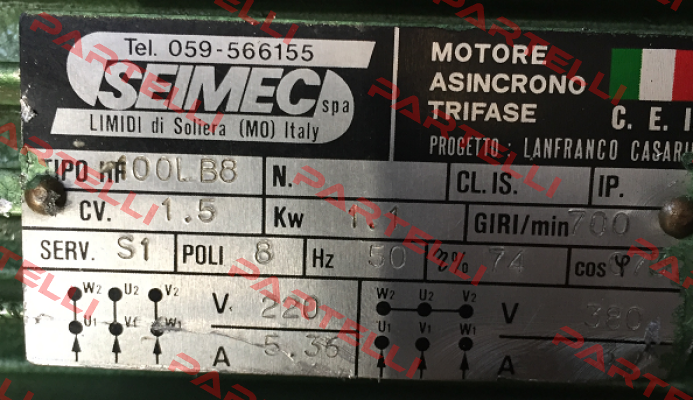 Tel. 059-566155
SEIMEC spa
LIMIDI di Soliera (MO) Italy
MOTORE
ASINCRONO
TRIFASE
C. E. I
PROGETTO: LANFRANCO CASARI
TIPO HF 100L B8 N. CL. IS. IP.
CV. 1.5 Kw 1.1 GIRI/min 700
SERV. S1 POLI 8 Hz 50 η% 74 cos φ
W2 U2 V2 V. 220 W2 U2 V2 V 380
U1 V1 W1 A 5.36 U1 V1 W1 A
PARTELLI